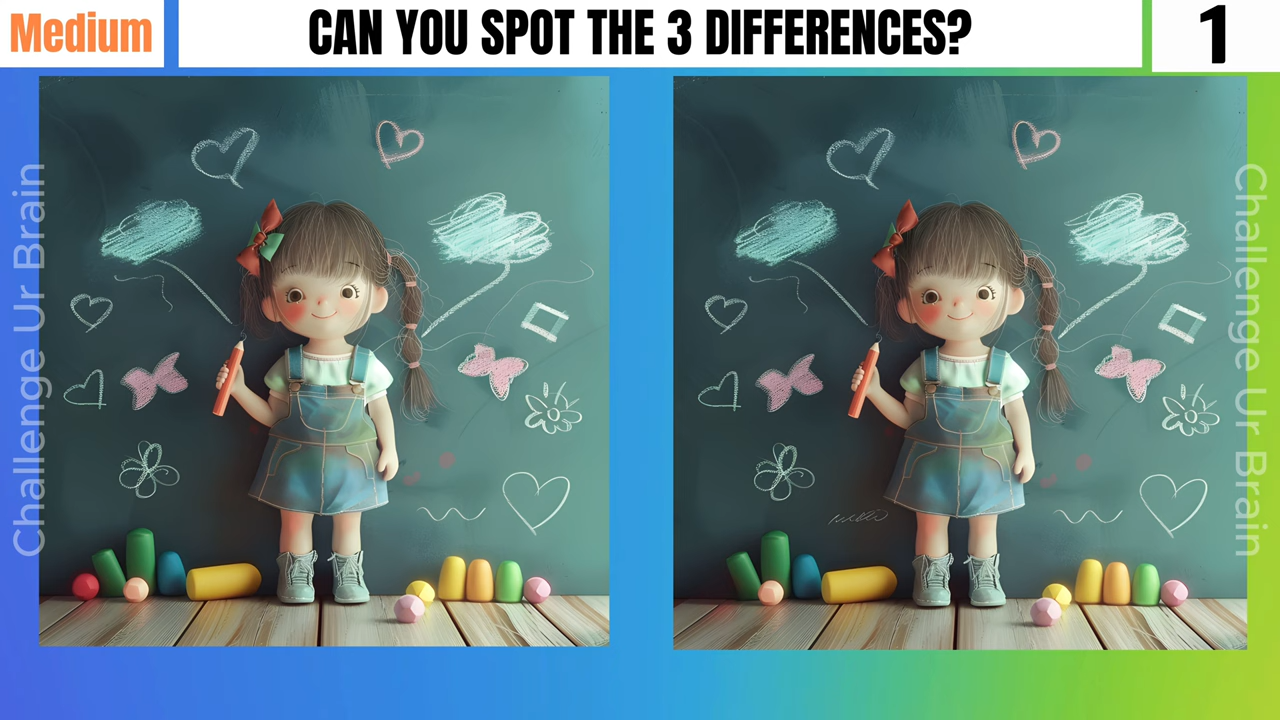 Medium
CAN YOU SPOT THE 3 DIFFERENCES?
1
Challenge Ur Brain
Challenge Ur Brain